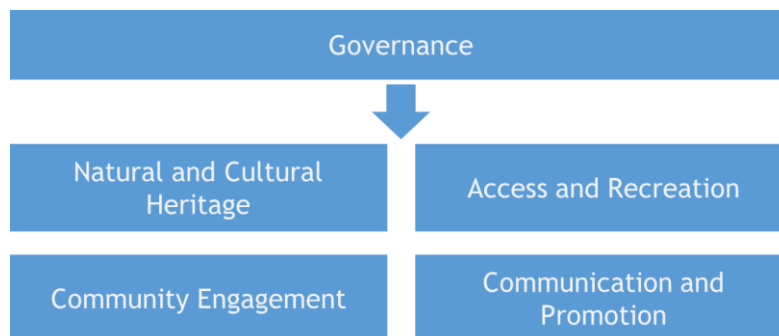 Governance
Natural and Cultural
Heritage
Access and Recreation
Community Engagement
Communication and
Promotion